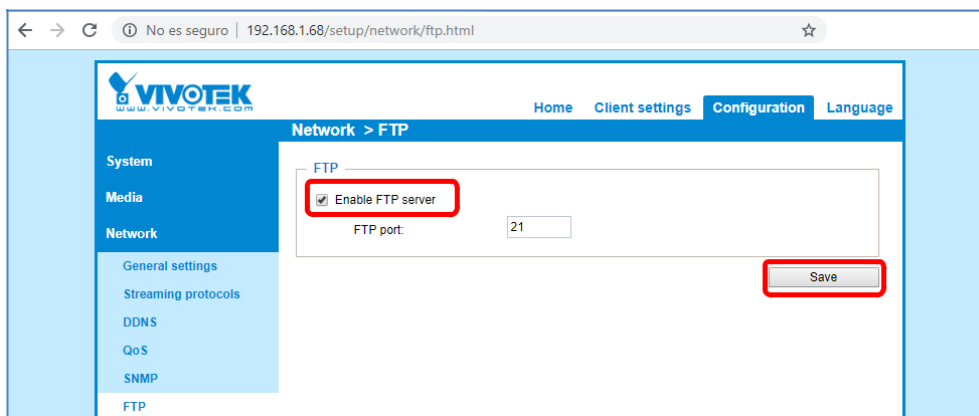 No es seguro | 192.168.1.68/setup/network/ftp.html
VIVOTEK
www.vivotek.com
Home Client settings Configuration Language
Network > FTP
System
Media
Network
General settings
Streaming protocols
DDNS
QoS
SNMP
FTP
FTP
Enable FTP server
FTP port: 21
Save